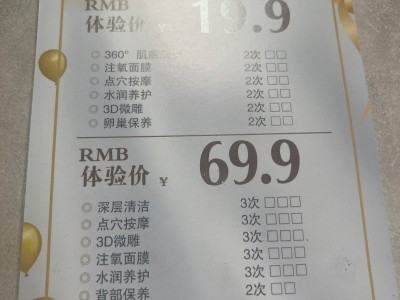 RMB
体验价 ¥ 19.9
360° 肌 2次 □□
注氧面膜 2次 □□
点穴按摩 2次 □□
水润养护 2次 □□
3D微雕 2次 □□
卵巢保养 2次 □□
RMB
体验价 ¥ 69.9
深层清洁 3次 □□□
点穴按摩 3次 □□□
3D微雕 3次 □□□
注氧面膜 3次 □□□
水润养护 3次 □□□
背部保养 2次 □□